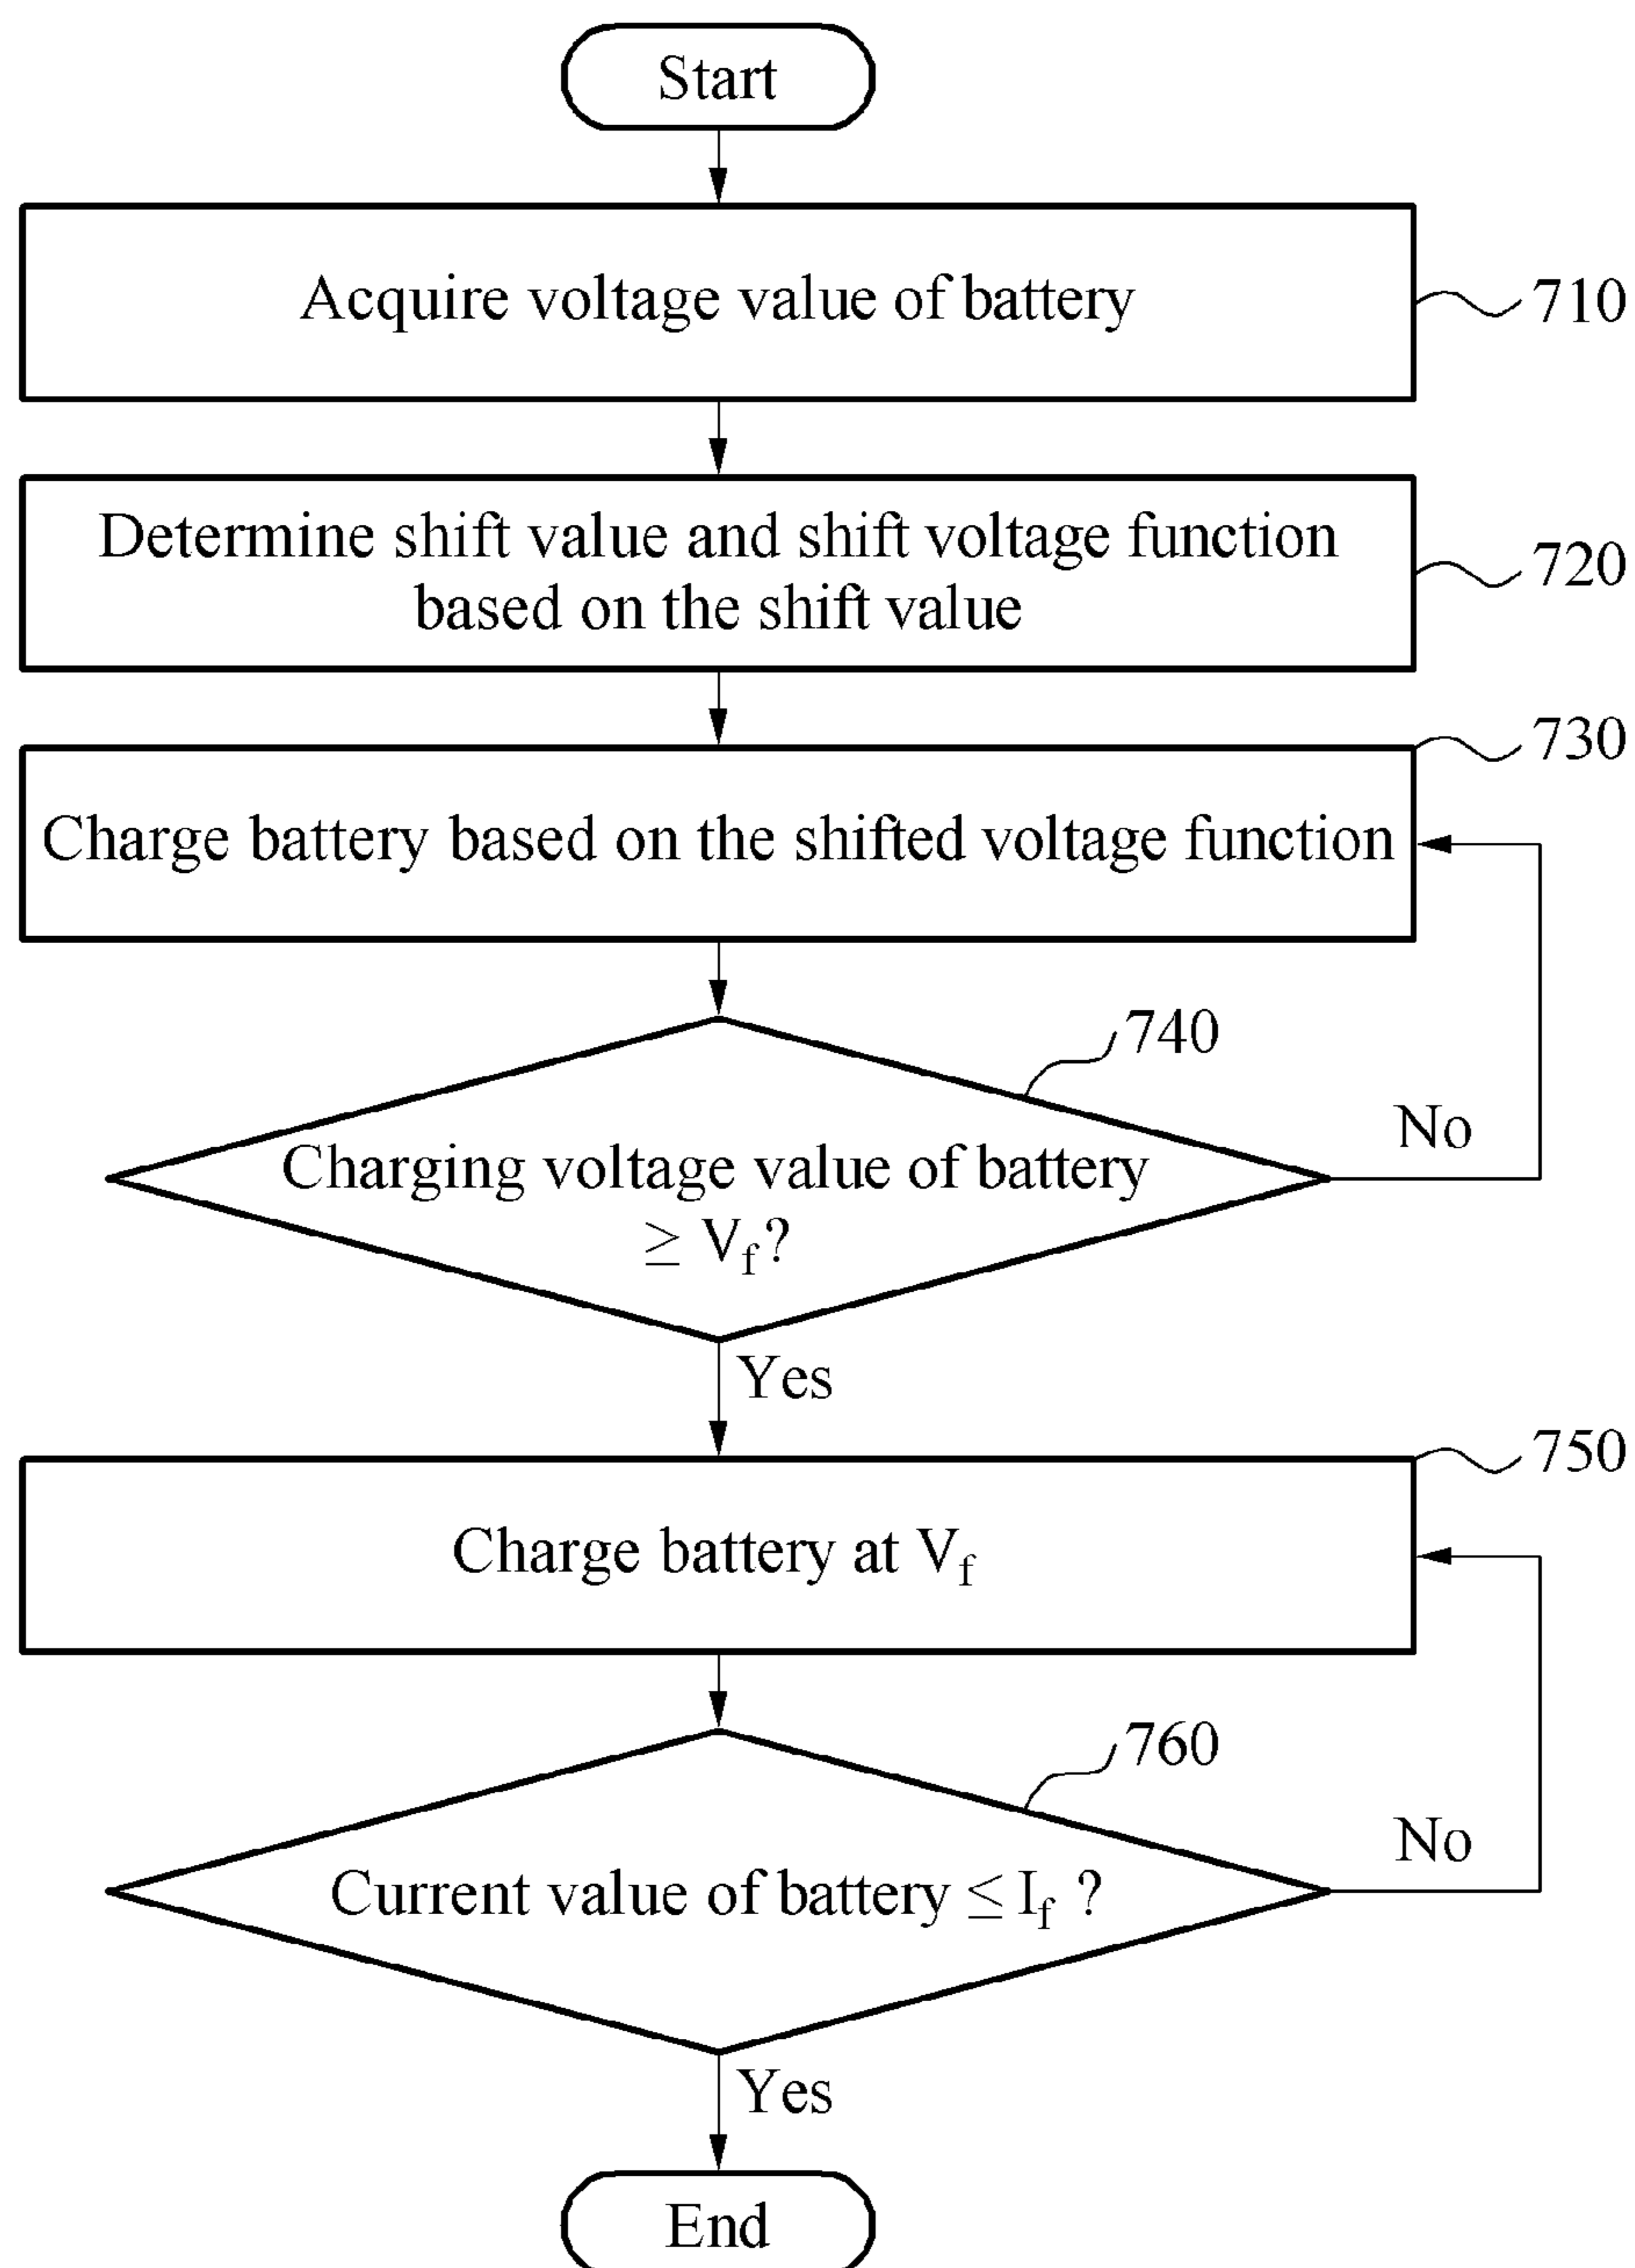 Start
Acquire voltage value of battery
710
Determine shift value and shift voltage function
based on the shift value
720
730
Charge battery based on the shifted voltage function
740
No
Charging voltage value of battery
≥ Vf?
Yes
750
Charge battery at Vf
760
No
Current value of battery ≤ If ?
Yes
End